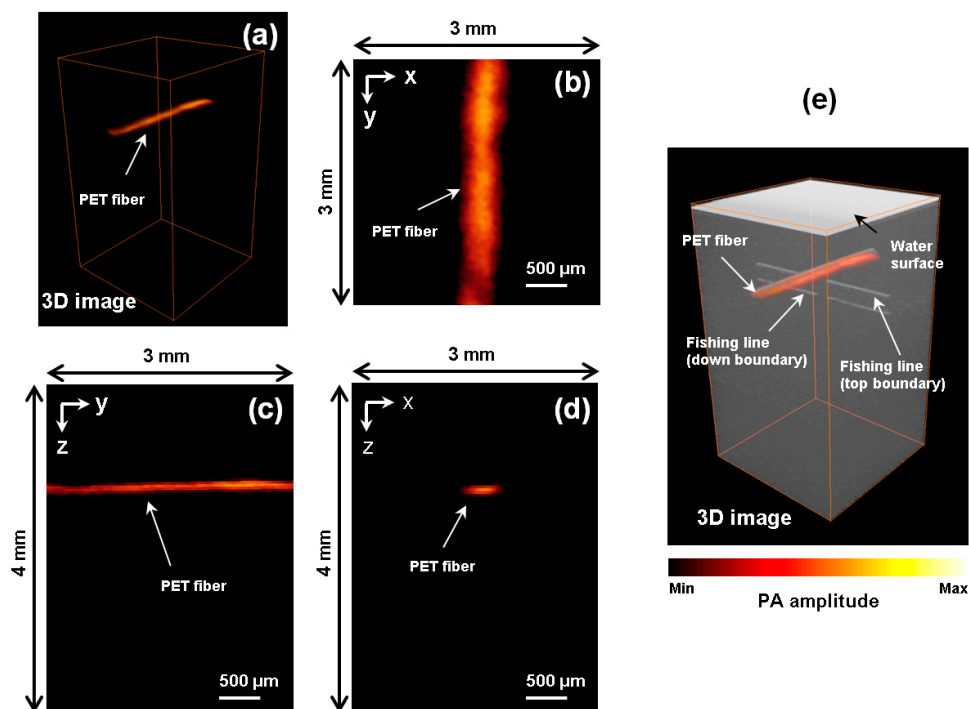 (a)
PET fiber
3D image
3 mm
(b)
x
y
3 mm
PET fiber
500 µm
3 mm
(c)
y
z
4 mm
PET fiber
500 µm
3 mm
(d)
x
z
4 mm
PET fiber
500 µm
(e)
PET fiber
Water
surface
Fishing line
(down boundary)
Fishing line
(top boundary)
3D image
Min
Max
PA amplitude